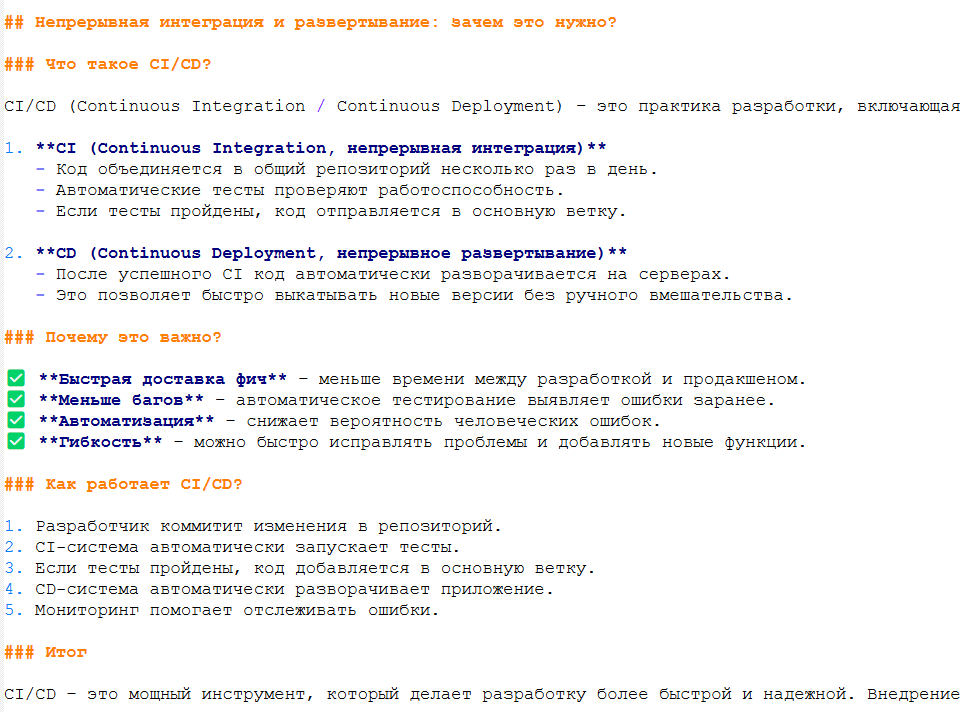 ## Непрерывная интеграция и развертывание: зачем это нужно?
### Что такое CI/CD?
CI/CD (Continuous Integration / Continuous Deployment) – это практика разработки, включающая
1. **CI (Continuous Integration, непрерывная интеграция)**
- Код объединяется в общий репозиторий несколько раз в день.
- Автоматические тесты проверяют работоспособность.
- Если тесты пройдены, код отправляется в основную ветку.
2. **CD (Continuous Deployment, непрерывное развертывание)**
- После успешного CI код автоматически разворачивается на серверах.
- Это позволяет быстро выкатывать новые версии без ручного вмешательства.
### Почему это важно?
✅ **Быстрая доставка фич** – меньше времени между разработкой и продакшеном.
✅ **Меньше багов** – автоматическое тестирование выявляет ошибки заранее.
✅ **Автоматизация** – снижает вероятность человеческих ошибок.
✅ **Гибкость** – можно быстро исправлять проблемы и добавлять новые функции.
### Как работает CI/CD?
1. Разработчик коммитит изменения в репозиторий.
2. CI-система автоматически запускает тесты.
3. Если тесты пройдены, код добавляется в основную ветку.
4. CD-система автоматически разворачивает приложение.
5. Мониторинг помогает отслеживать ошибки.
### Итог
CI/CD – это мощный инструмент, который делает разработку более быстрой и надежной. Внедрение